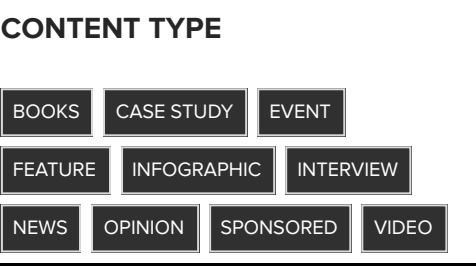 CONTENT TYPE
BOOKS CASE STUDY EVENT
FEATURE INFOGRAPHIC INTERVIEW
NEWS OPINION SPONSORED VIDEO